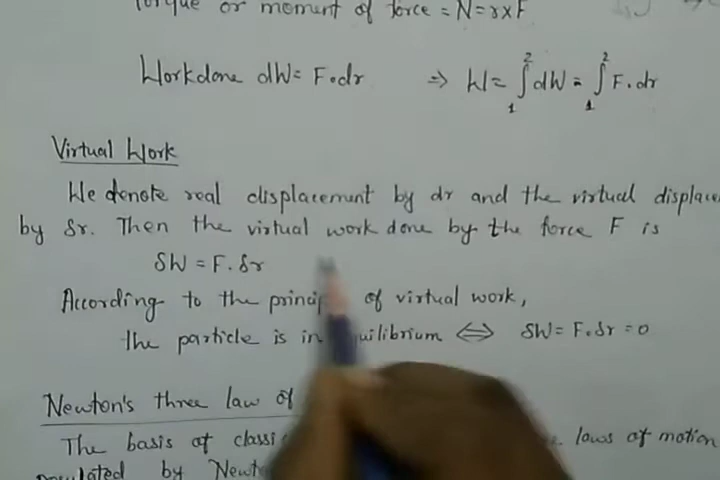 Torque or moment of force = N = r×F
Workdone dW = F.dr ⇒ W = ∫₁² dW = ∫₁² F.dr
Virtual Work
We denote real displacement by dr and the virtual displace
by δr. Then the virtual work done by the force F is
δW = F.δr
According to the princip of virtual work,
the particle is in uilibrium ⇔ δW = F.δr = 0
Newton's three law of
The basis of classi laws of motion
by Newt